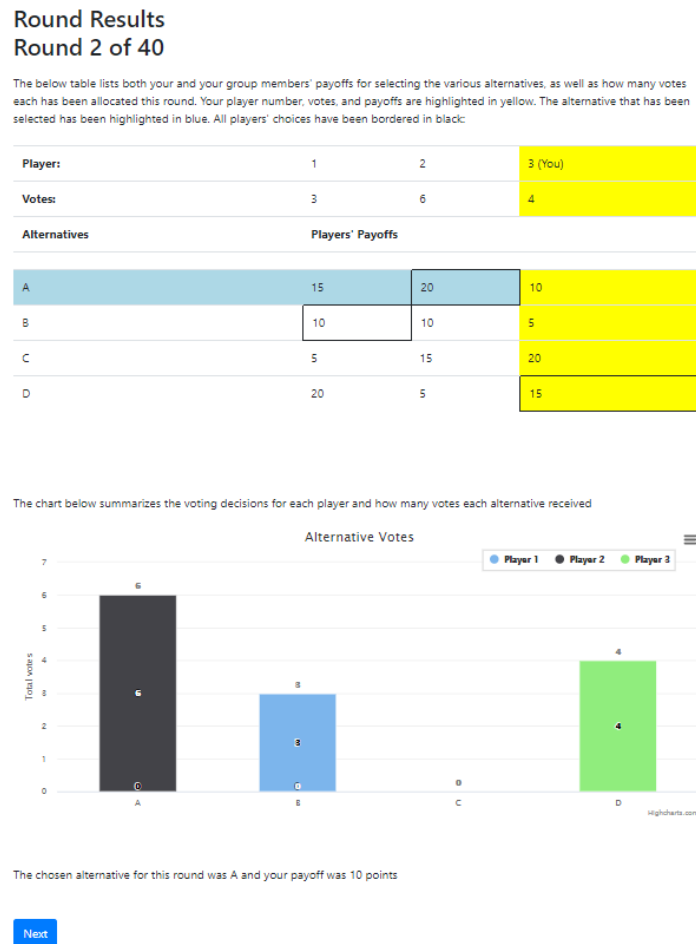 Round Results
Round 2 of 40
The below table lists both your and your group members' payoffs for selecting the various alternatives, as well as how many votes
each has been allocated this round. Your player number, votes, and payoffs are highlighted in yellow. The alternative that has been
selected has been highlighted in blue. All players' choices have been bordered in black:
Player: 1 2 3 (You)
Votes: 3 6 4
Alternatives Players' Payoffs
A 15 20 10
B 10 10 5
C 5 15 20
D 20 5 15
The chart below summarizes the voting decisions for each player and how many votes each alternative received
Alternative Votes
Player 1 Player 2 Player 3
7
6
5
4
3
2
1
0
Total votes
6
6
0
3
3
0
0
4
4
A B C D
Highcharts.com
The chosen alternative for this round was A and your payoff was 10 points
Next